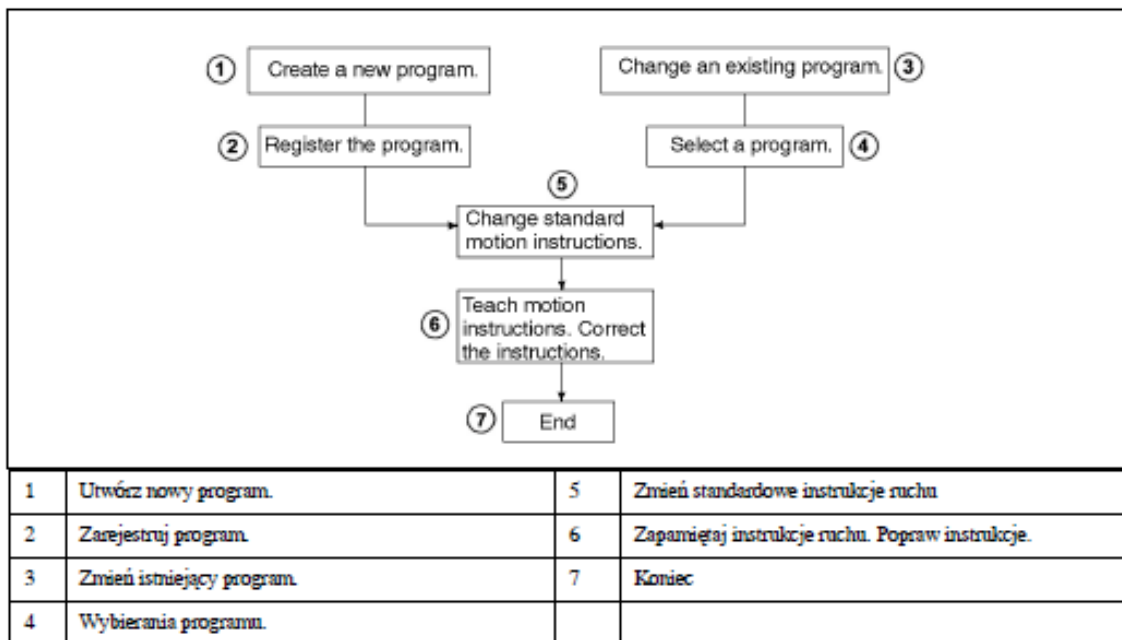 1 Create a new program.
Change an existing program. 3
2 Register the program.
Select a program. 4
5
Change standard
motion instructions.
6
Teach motion
instructions. Correct
the instructions.
7 End
1 Utwórz nowy program. 5 Zmień standardowe instrukcje ruchu
2 Zarejestruj program. 6 Zapamiętaj instrukcje ruchu. Popraw instrukcje.
3 Zmień istniejący program. 7 Koniec
4 Wybierania programu.